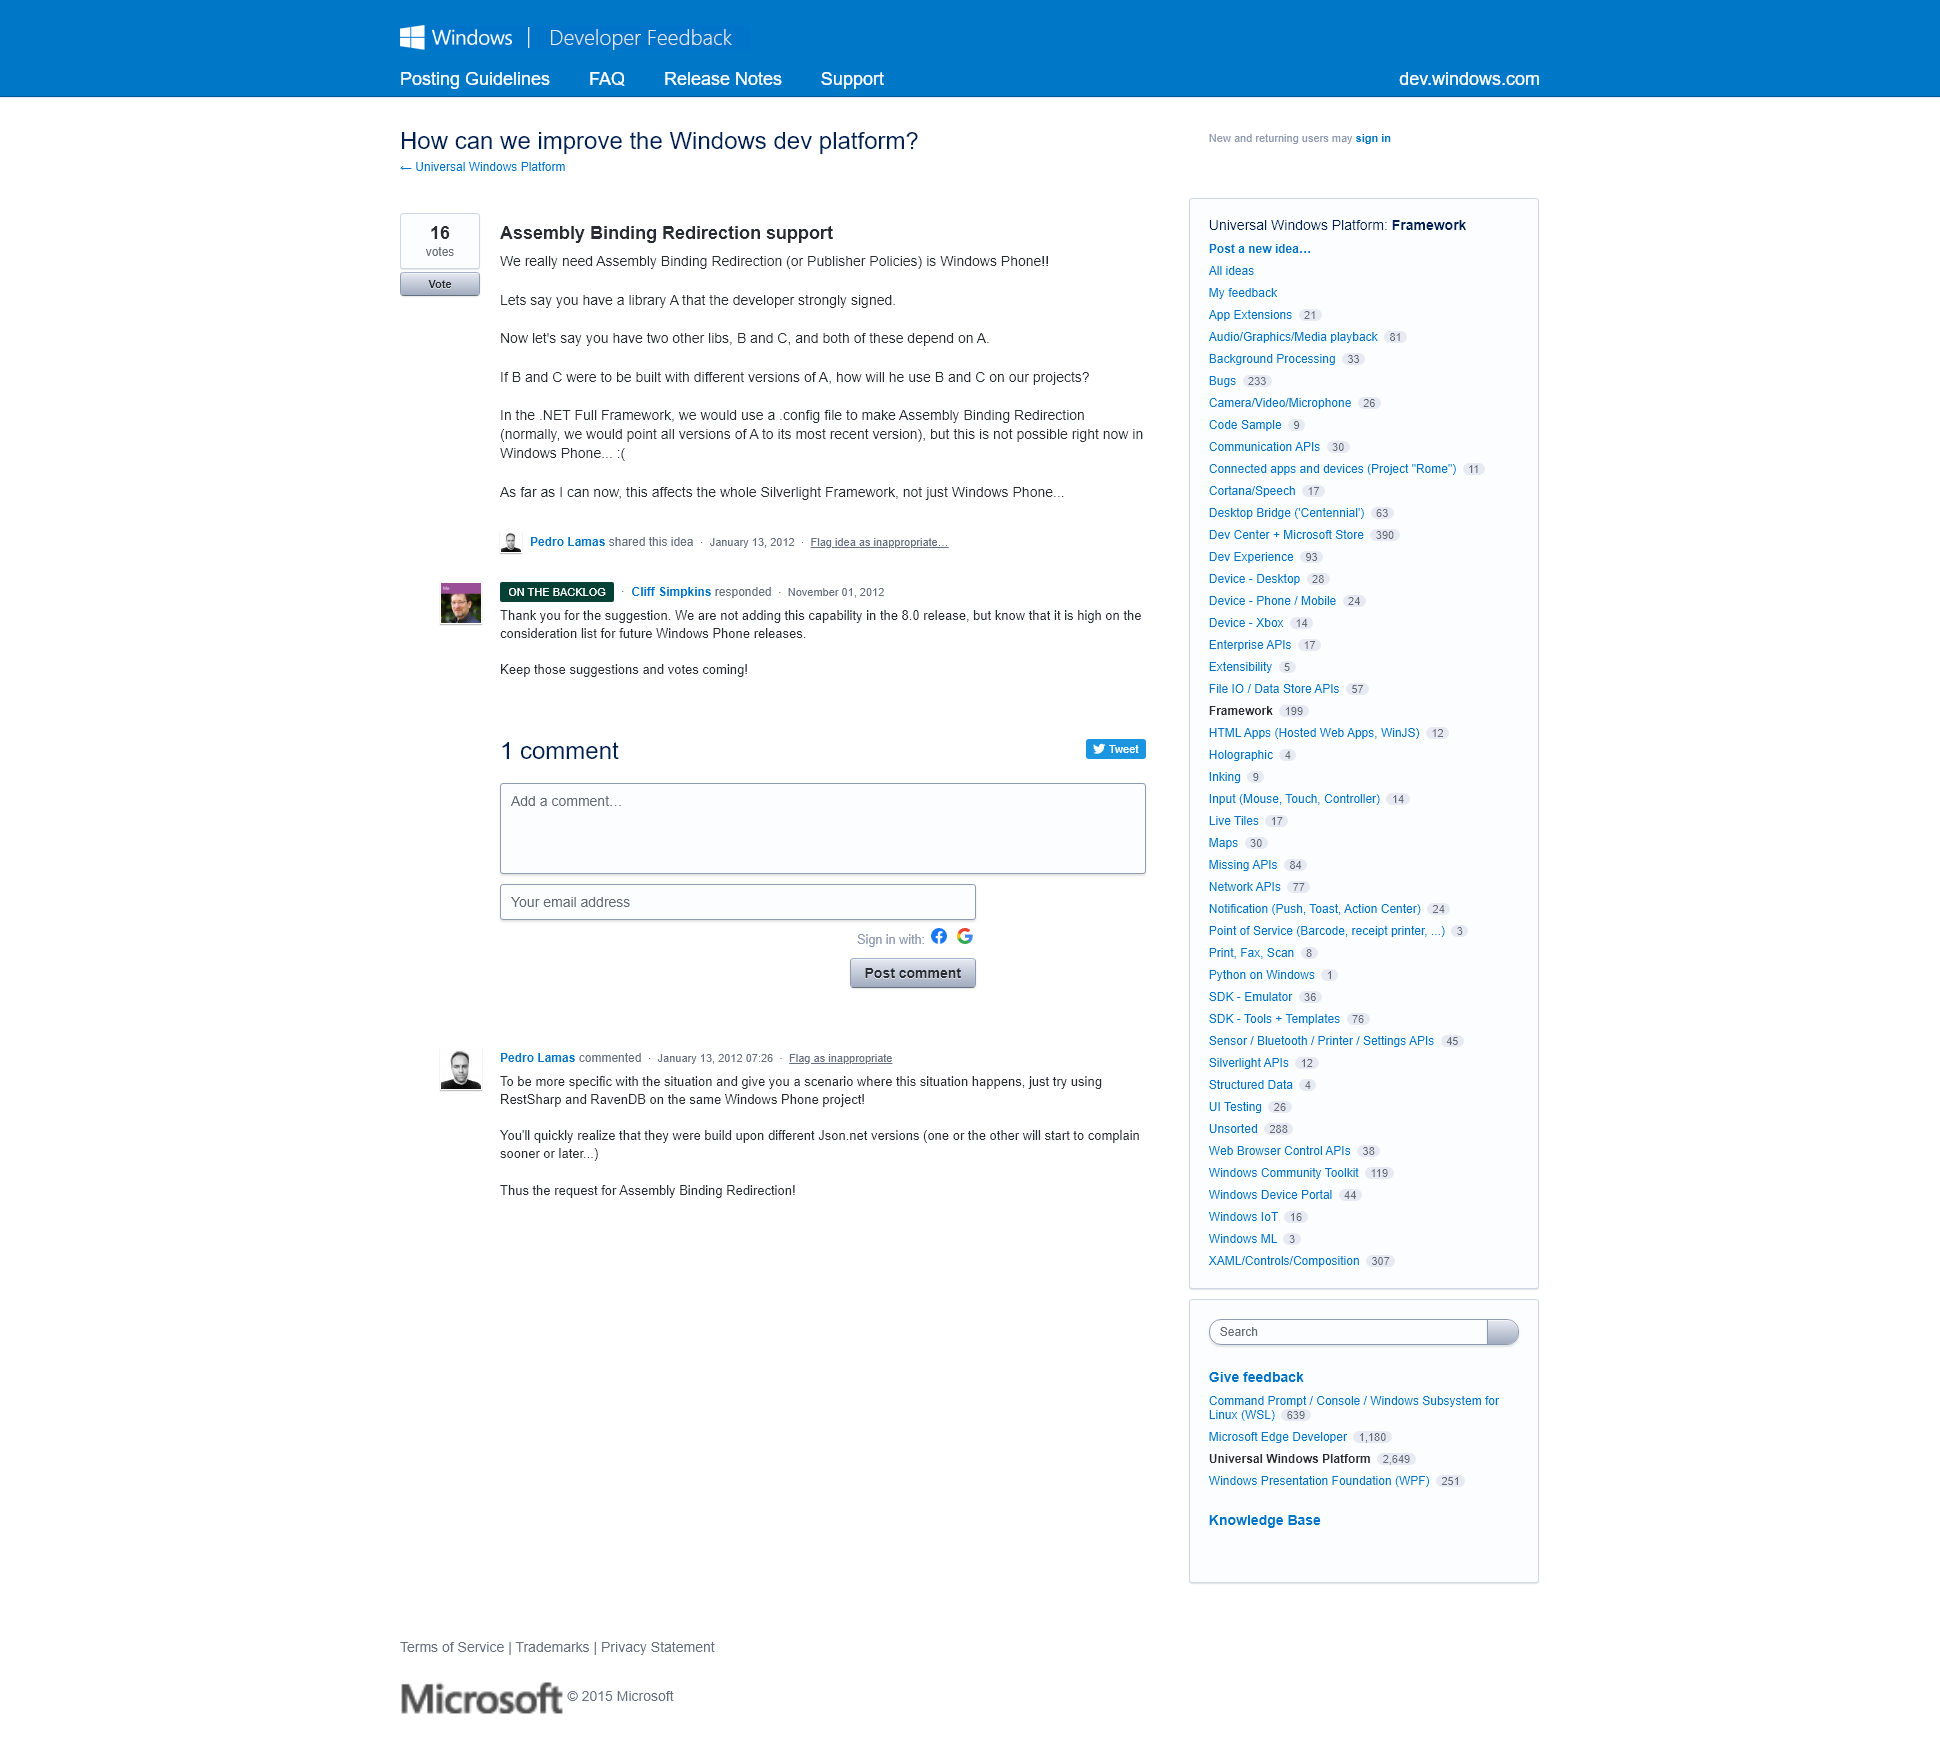 Windows | Developer Feedback
Posting Guidelines FAQ Release Notes Support dev.windows.com
How can we improve the Windows dev platform?
← Universal Windows Platform
New and returning users may sign in
16
votes
Vote
Assembly Binding Redirection support
We really need Assembly Binding Redirection (or Publisher Policies) is Windows Phone!!
Lets say you have a library A that the developer strongly signed.
Now let's say you have two other libs, B and C, and both of these depend on A.
If B and C were to be built with different versions of A, how will he use B and C on our projects?
In the .NET Full Framework, we would use a .config file to make Assembly Binding Redirection
(normally, we would point all versions of A to its most recent version), but this is not possible right now in
Windows Phone... :(
As far as I can now, this affects the whole Silverlight Framework, not just Windows Phone...
Pedro Lamas shared this idea · January 13, 2012 · Flag idea as inappropriate…
ON THE BACKLOG · Cliff Simpkins responded · November 01, 2012
Thank you for the suggestion. We are not adding this capability in the 8.0 release, but know that it is high on the
consideration list for future Windows Phone releases.
Keep those suggestions and votes coming!
1 comment
Tweet
Add a comment…
Your email address
Sign in with:
Post comment
Pedro Lamas commented · January 13, 2012 07:26 · Flag as inappropriate
To be more specific with the situation and give you a scenario where this situation happens, just try using
RestSharp and RavenDB on the same Windows Phone project!
You'll quickly realize that they were build upon different Json.net versions (one or the other will start to complain
sooner or later...)
Thus the request for Assembly Binding Redirection!
Universal Windows Platform: Framework
Post a new idea…
All ideas
My feedback
App Extensions 21
Audio/Graphics/Media playback 81
Background Processing 33
Bugs 233
Camera/Video/Microphone 26
Code Sample 9
Communication APIs 30
Connected apps and devices (Project "Rome") 11
Cortana/Speech 17
Desktop Bridge ('Centennial') 63
Dev Center + Microsoft Store 390
Dev Experience 93
Device - Desktop 28
Device - Phone / Mobile 24
Device - Xbox 14
Enterprise APIs 17
Extensibility 5
File IO / Data Store APIs 57
Framework 199
HTML Apps (Hosted Web Apps, WinJS) 12
Holographic 4
Inking 9
Input (Mouse, Touch, Controller) 14
Live Tiles 17
Maps 30
Missing APIs 84
Network APIs 77
Notification (Push, Toast, Action Center) 24
Point of Service (Barcode, receipt printer, ...) 3
Print, Fax, Scan 8
Python on Windows 1
SDK - Emulator 36
SDK - Tools + Templates 76
Sensor / Bluetooth / Printer / Settings APIs 45
Silverlight APIs 12
Structured Data 4
UI Testing 26
Unsorted 288
Web Browser Control APIs 38
Windows Community Toolkit 119
Windows Device Portal 44
Windows IoT 16
Windows ML 3
XAML/Controls/Composition 307
Search
Give feedback
Command Prompt / Console / Windows Subsystem for
Linux (WSL) 639
Microsoft Edge Developer 1,180
Universal Windows Platform 2,649
Windows Presentation Foundation (WPF) 251
Knowledge Base
Terms of Service | Trademarks | Privacy Statement
Microsoft © 2015 Microsoft